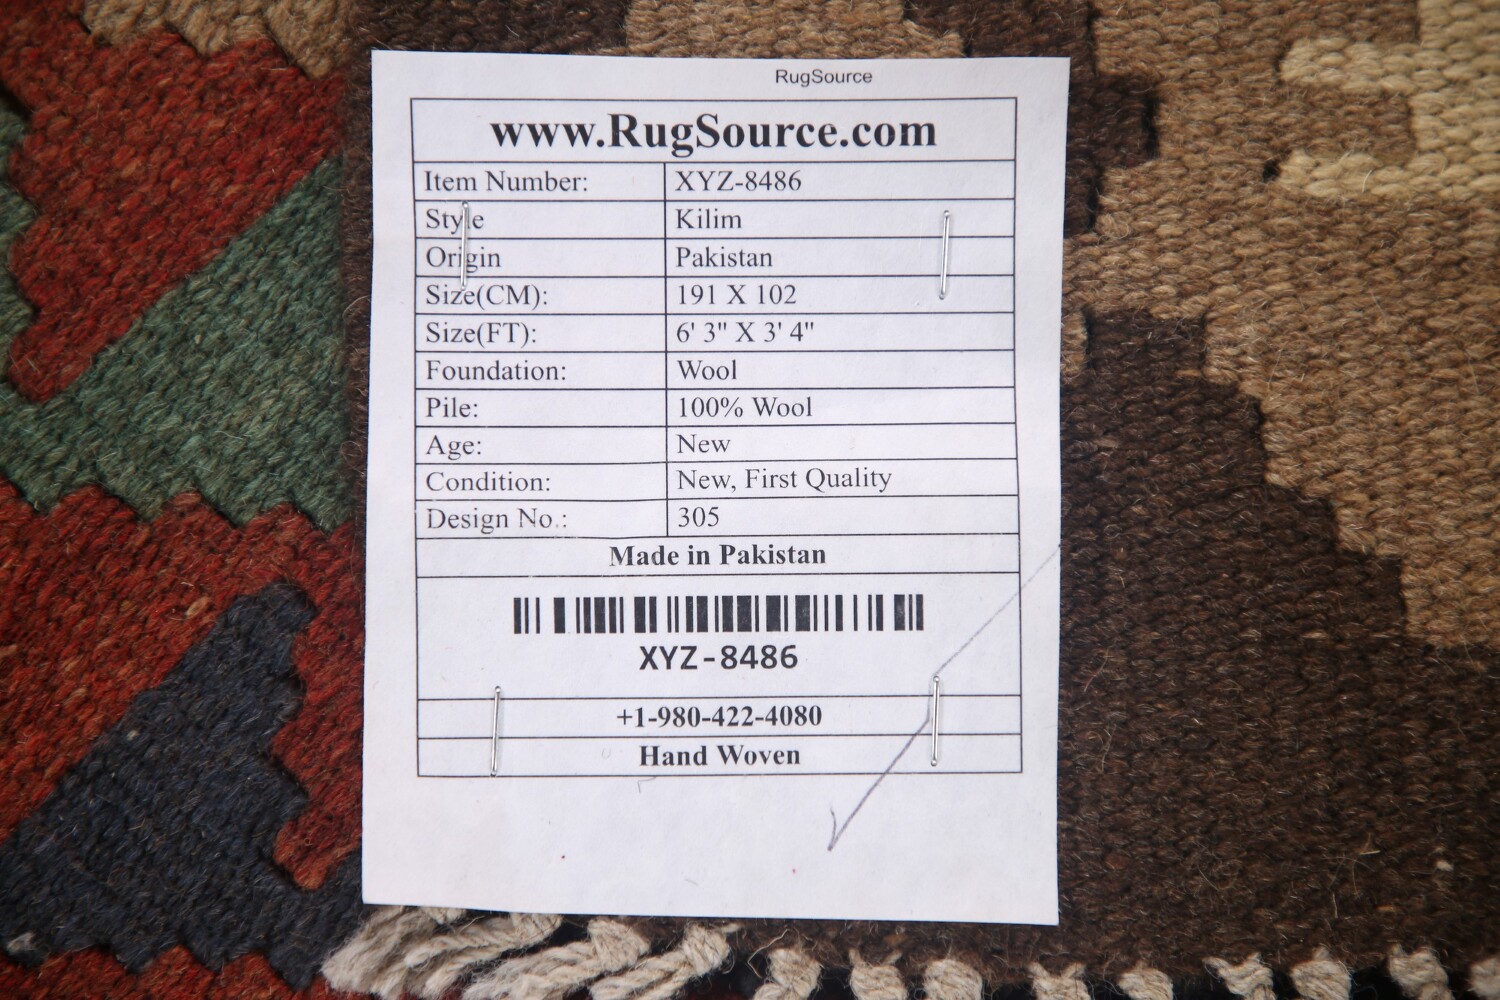 RugSource
www.RugSource.com
Item Number: XYZ-8486
Style Kilim
Origin Pakistan
Size(CM): 191 X 102
Size(FT): 6' 3" X 3' 4"
Foundation: Wool
Pile: 100% Wool
Age: New
Condition: New, First Quality
Design No.: 305
Made in Pakistan
XYZ-8486
+1-980-422-4080
Hand Woven